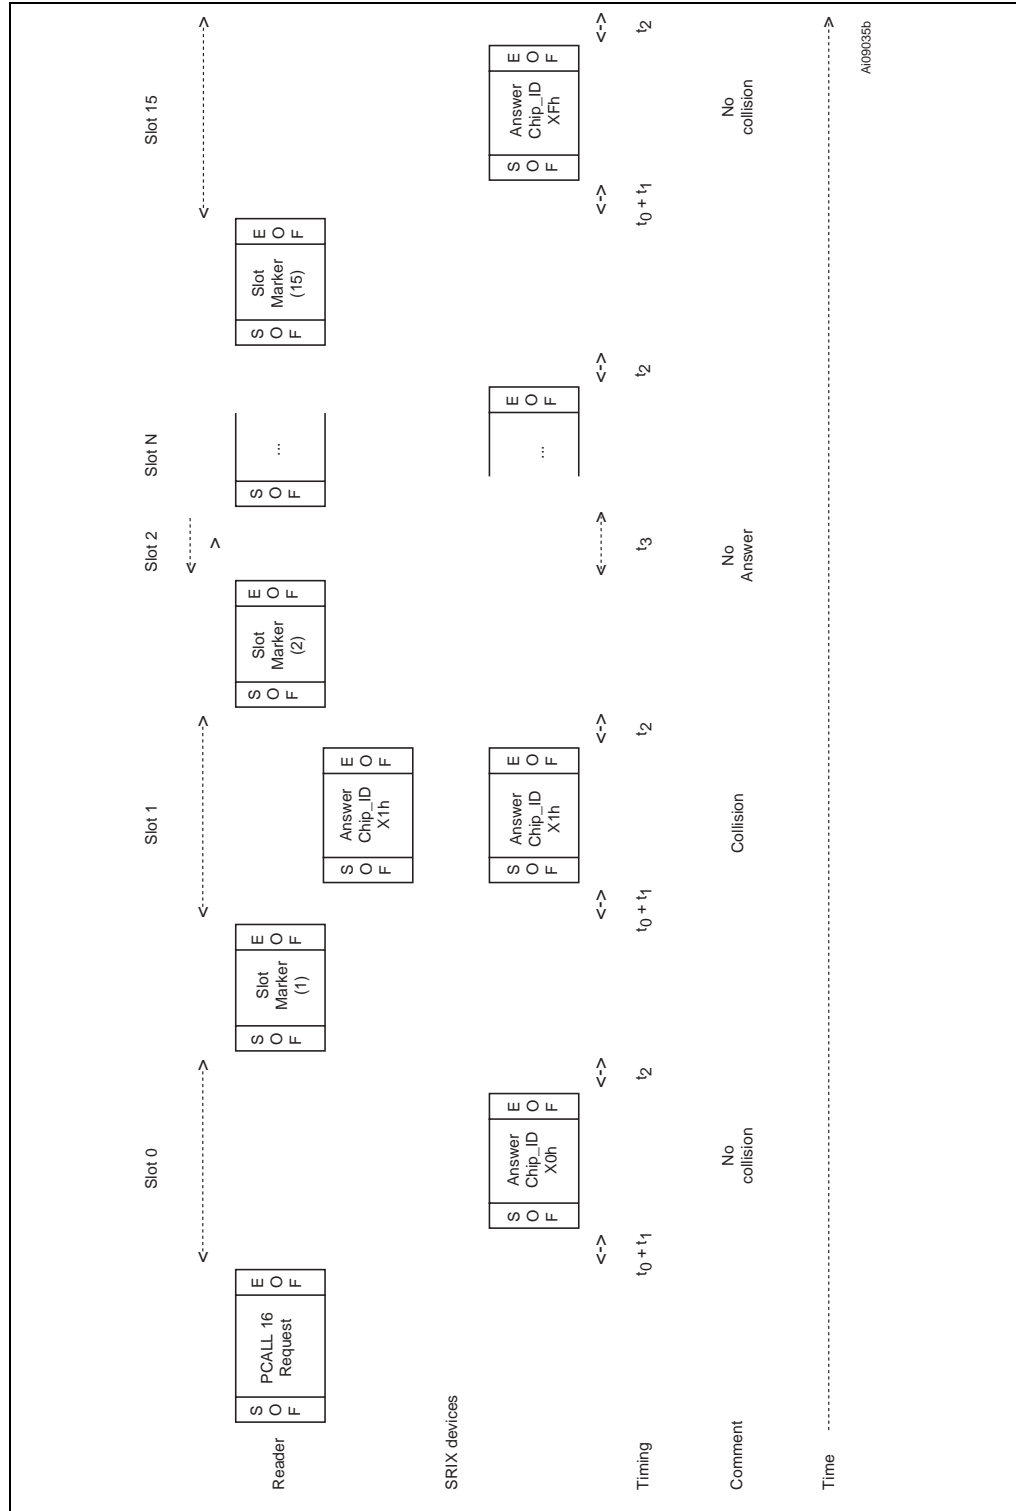 Slot 0
Slot 1
Slot 2
Slot N
Slot 15
Reader
S
O
F
PCALL 16
Request
E
O
F
S
O
F
Slot
Marker
(1)
E
O
F
S
O
F
Slot
Marker
(2)
E
O
F
S
O
F
...
S
O
F
Slot
Marker
(15)
E
O
F
S
O
F
Answer
Chip_ID
X1h
E
O
F
SRIX devices
S
O
F
Answer
Chip_ID
X0h
E
O
F
S
O
F
Answer
Chip_ID
X1h
E
O
F
...
E
O
F
S
O
F
Answer
Chip_ID
XFh
E
O
F
Timing
t0 + t1
t2
t0 + t1
t2
t3
t2
t0 + t1
t2
Comment
No
collision
Collision
No
Answer
No
collision
Time
Ai09035b